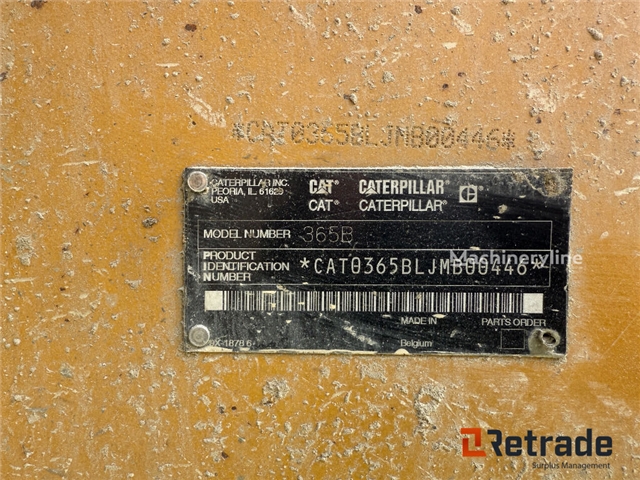 *CAT0365BLJMB00446*
CATERPILLAR INC.
PEORIA, IL. 61629
USA
CAT® CATERPILLAR®
CAT® CATERPILLAR®
MODEL NUMBER 365B
PRODUCT
IDENTIFICATION
NUMBER
*CAT0365BLJMB00446*
Machineryline
MADE IN PARTS ORDER
Belgium
Retrade
Surplus Management